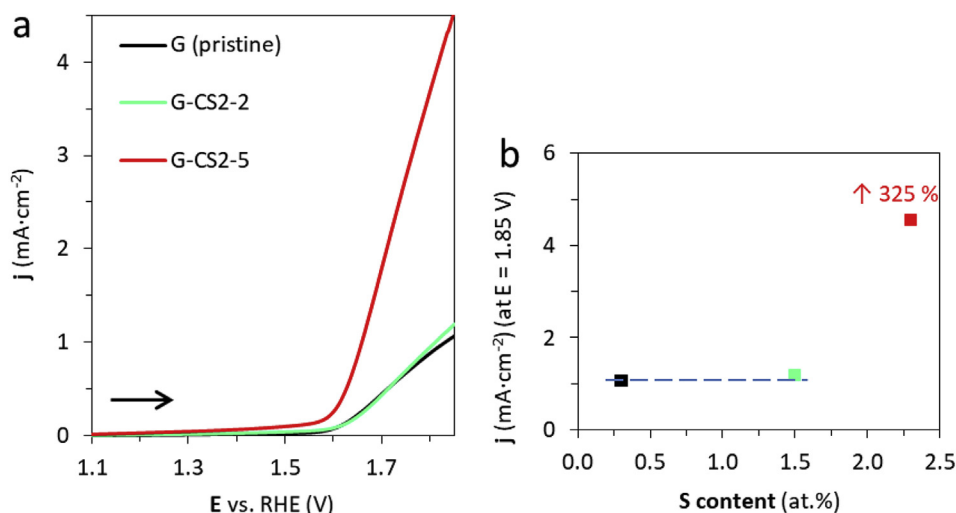 a
G (pristine)
G-CS2-2
G-CS2-5
4
3
2
1
0
j (mA·cm⁻²)
1.1 1.3 1.5 1.7
E vs. RHE (V)
b
↑ 325 %
6
4
2
0
j (mA·cm⁻²) (at E = 1.85 V)
0.0 0.5 1.0 1.5 2.0 2.5
S content (at.%)